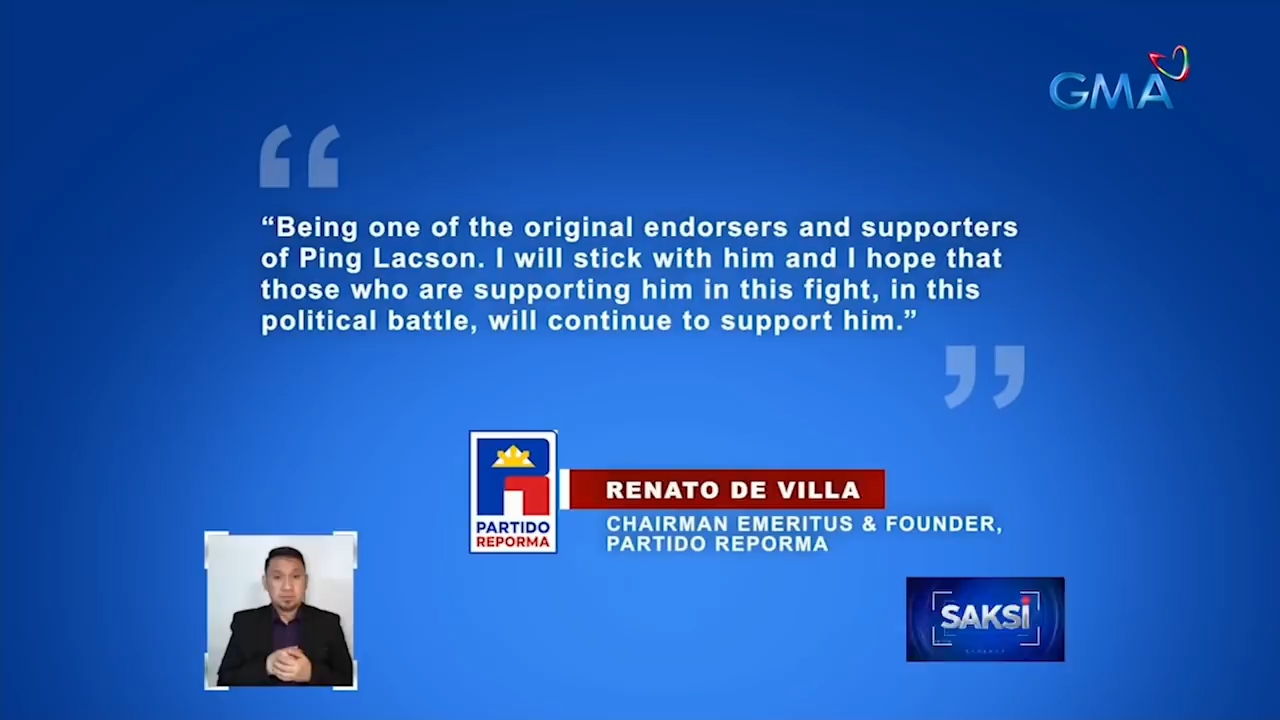 GMA
“Being one of the original endorsers and supporters
of Ping Lacson. I will stick with him and I hope that
those who are supporting him in this fight, in this
political battle, will continue to support him.”
PARTIDO
REPORMA
RENATO DE VILLA
CHAIRMAN EMERITUS & FOUNDER,
PARTIDO REPORMA
SAKSI